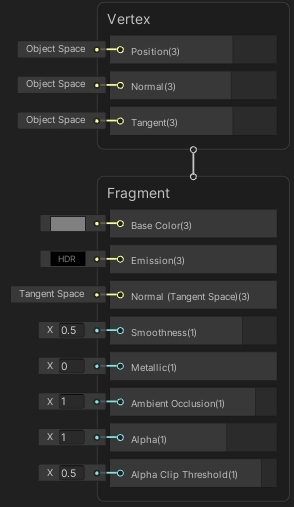 Vertex
Object Space Position(3)
Object Space Normal(3)
Object Space Tangent(3)
Fragment
Base Color(3)
HDR Emission(3)
Tangent Space Normal (Tangent Space)(3)
X 0.5 Smoothness(1)
X 0 Metallic(1)
X 1 Ambient Occlusion(1)
X 1 Alpha(1)
X 0.5 Alpha Clip Threshold(1)